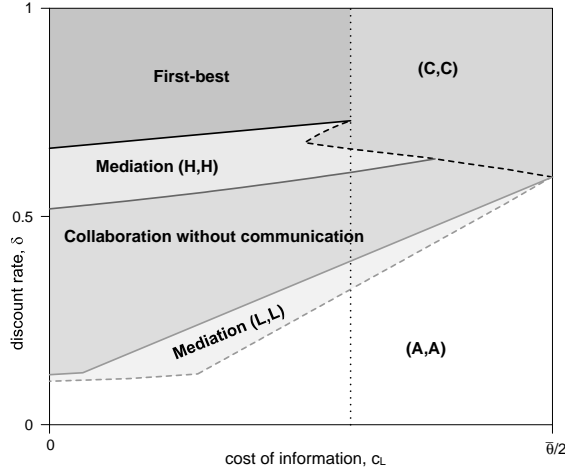 1
First-best
(C,C)
Mediation (H,H)
discount rate, δ
0.5
Collaboration without communication
Mediation (L,L)
(A,A)
0
0
cost of information, c_L
θ̅/2